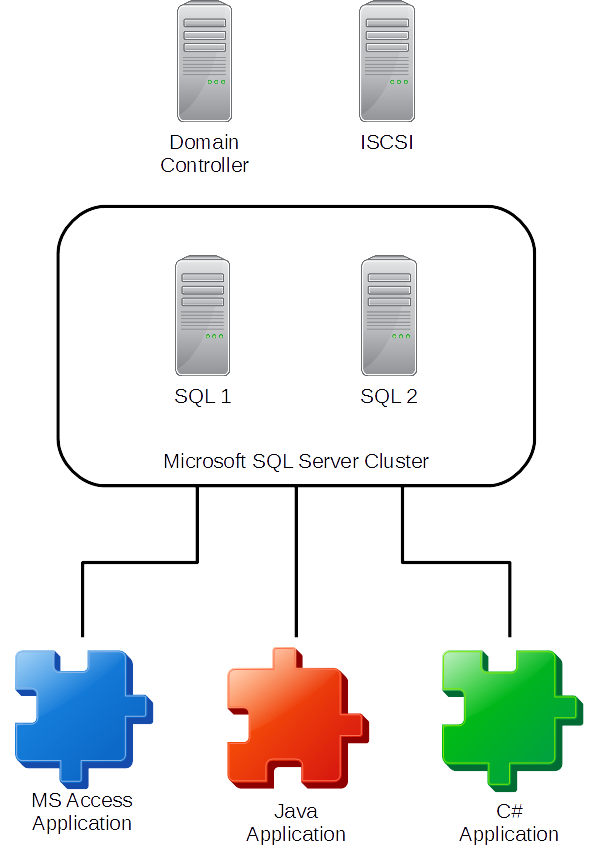 Domain
Controller
ISCSI
SQL 1
SQL 2
Microsoft SQL Server Cluster
MS Access
Application
Java
Application
C#
Application